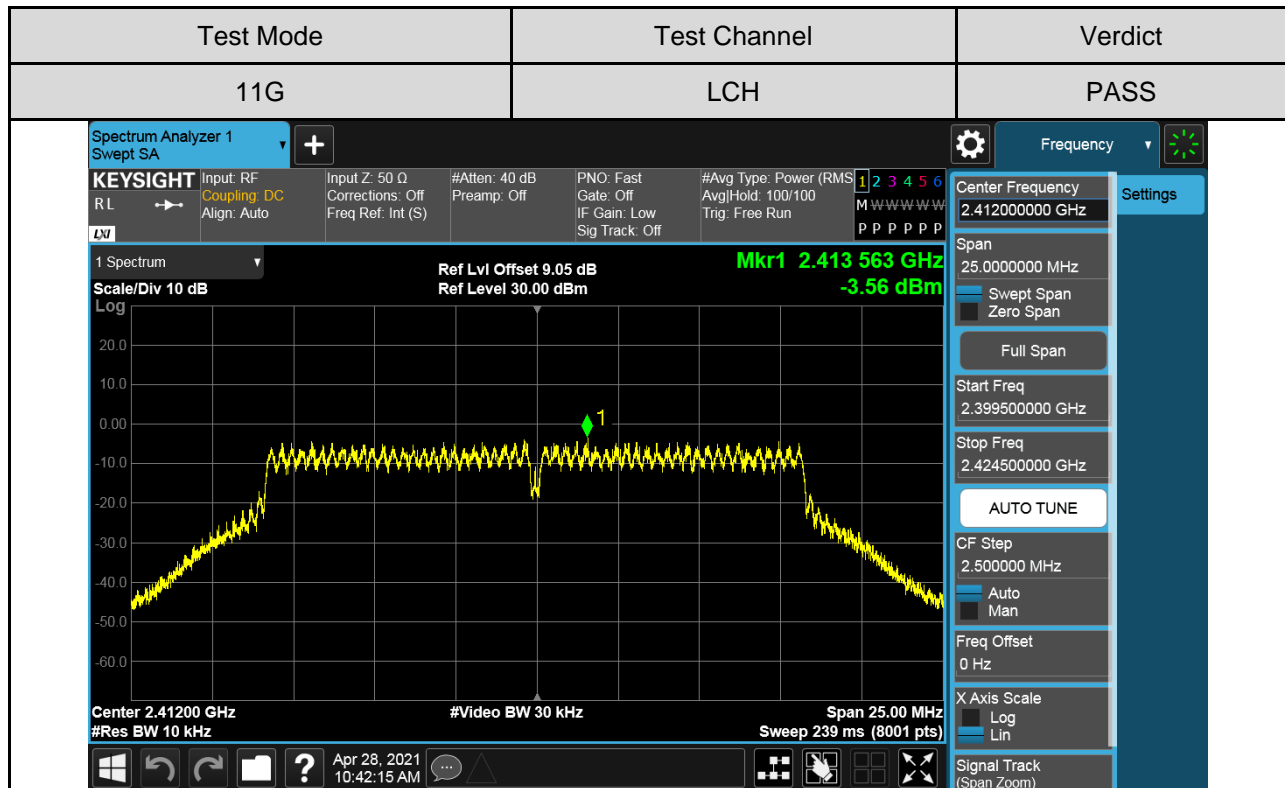 Test Mode Test Channel Verdict
11G LCH PASS
Spectrum Analyzer 1
Swept SA
+
Frequency
KEYSIGHT
RL
LXI
Input: RF
Coupling: DC
Align: Auto
Input Z: 50 Ω
Corrections: Off
Freq Ref: Int (S)
#Atten: 40 dB
Preamp: Off
PNO: Fast
Gate: Off
IF Gain: Low
Sig Track: Off
#Avg Type: Power (RMS
Avg|Hold: 100/100
Trig: Free Run
1 2 3 4 5 6
M W W W W W
P P P P P P
1 Spectrum
Scale/Div 10 dB
Log
Ref Lvl Offset 9.05 dB
Ref Level 30.00 dBm
Mkr1 2.413 563 GHz
-3.56 dBm
20.0
10.0
0.00
-10.0
-20.0
-30.0
-40.0
-50.0
-60.0
1
Center 2.41200 GHz
#Res BW 10 kHz
#Video BW 30 kHz
Span 25.00 MHz
Sweep 239 ms (8001 pts)
Center Frequency
2.412000000 GHz
Settings
Span
25.0000000 MHz
Swept Span
Zero Span
Full Span
Start Freq
2.399500000 GHz
Stop Freq
2.424500000 GHz
AUTO TUNE
CF Step
2.500000 MHz
Auto
Man
Freq Offset
0 Hz
X Axis Scale
Log
Lin
Signal Track
(Span Zoom)
?
Apr 28, 2021
10:42:15 AM